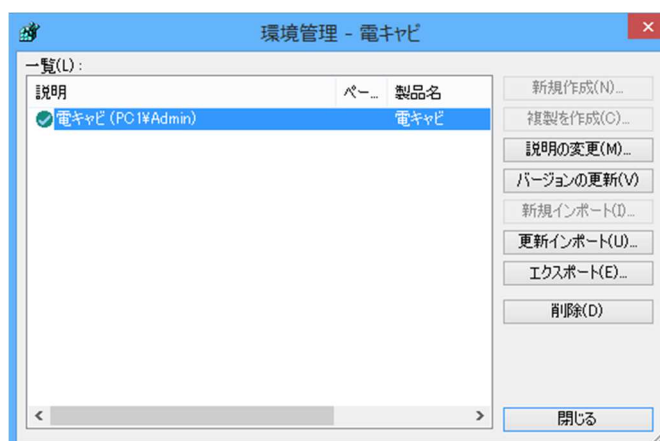 環境管理 - 電キャビ
一覧(L):
説明 ペー... 製品名
電キャビ (PC1¥Admin) 電キャビ
新規作成(N)...
複製を作成(C)...
説明の変更(M)...
バージョンの更新(V)
新規インポート(I)...
更新インポート(U)...
エクスポート(E)...
削除(D)
閉じる